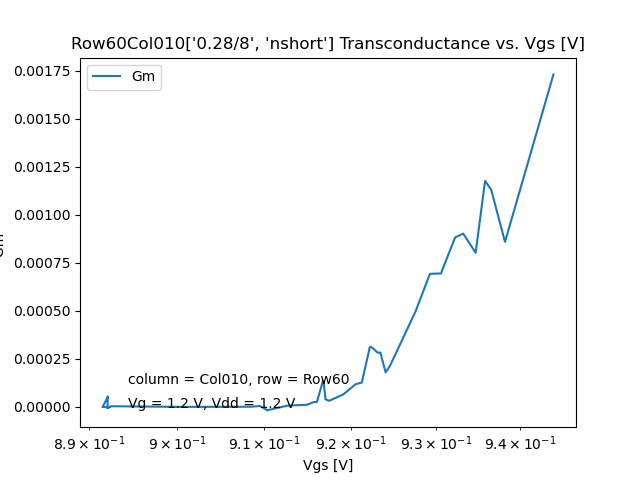 Row60Col010['0.28/8', 'nshort'] Transconductance vs. Vgs [V]
Gm
0.00175
0.00150
0.00125
0.00100
0.00075
0.00050
0.00025
0.00000
column = Col010, row = Row60
Vg = 1.2 V, Vdd = 1.2 V
8.9 × 10⁻¹ 9 × 10⁻¹ 9.1 × 10⁻¹ 9.2 × 10⁻¹ 9.3 × 10⁻¹ 9.4 × 10⁻¹
Vgs [V]